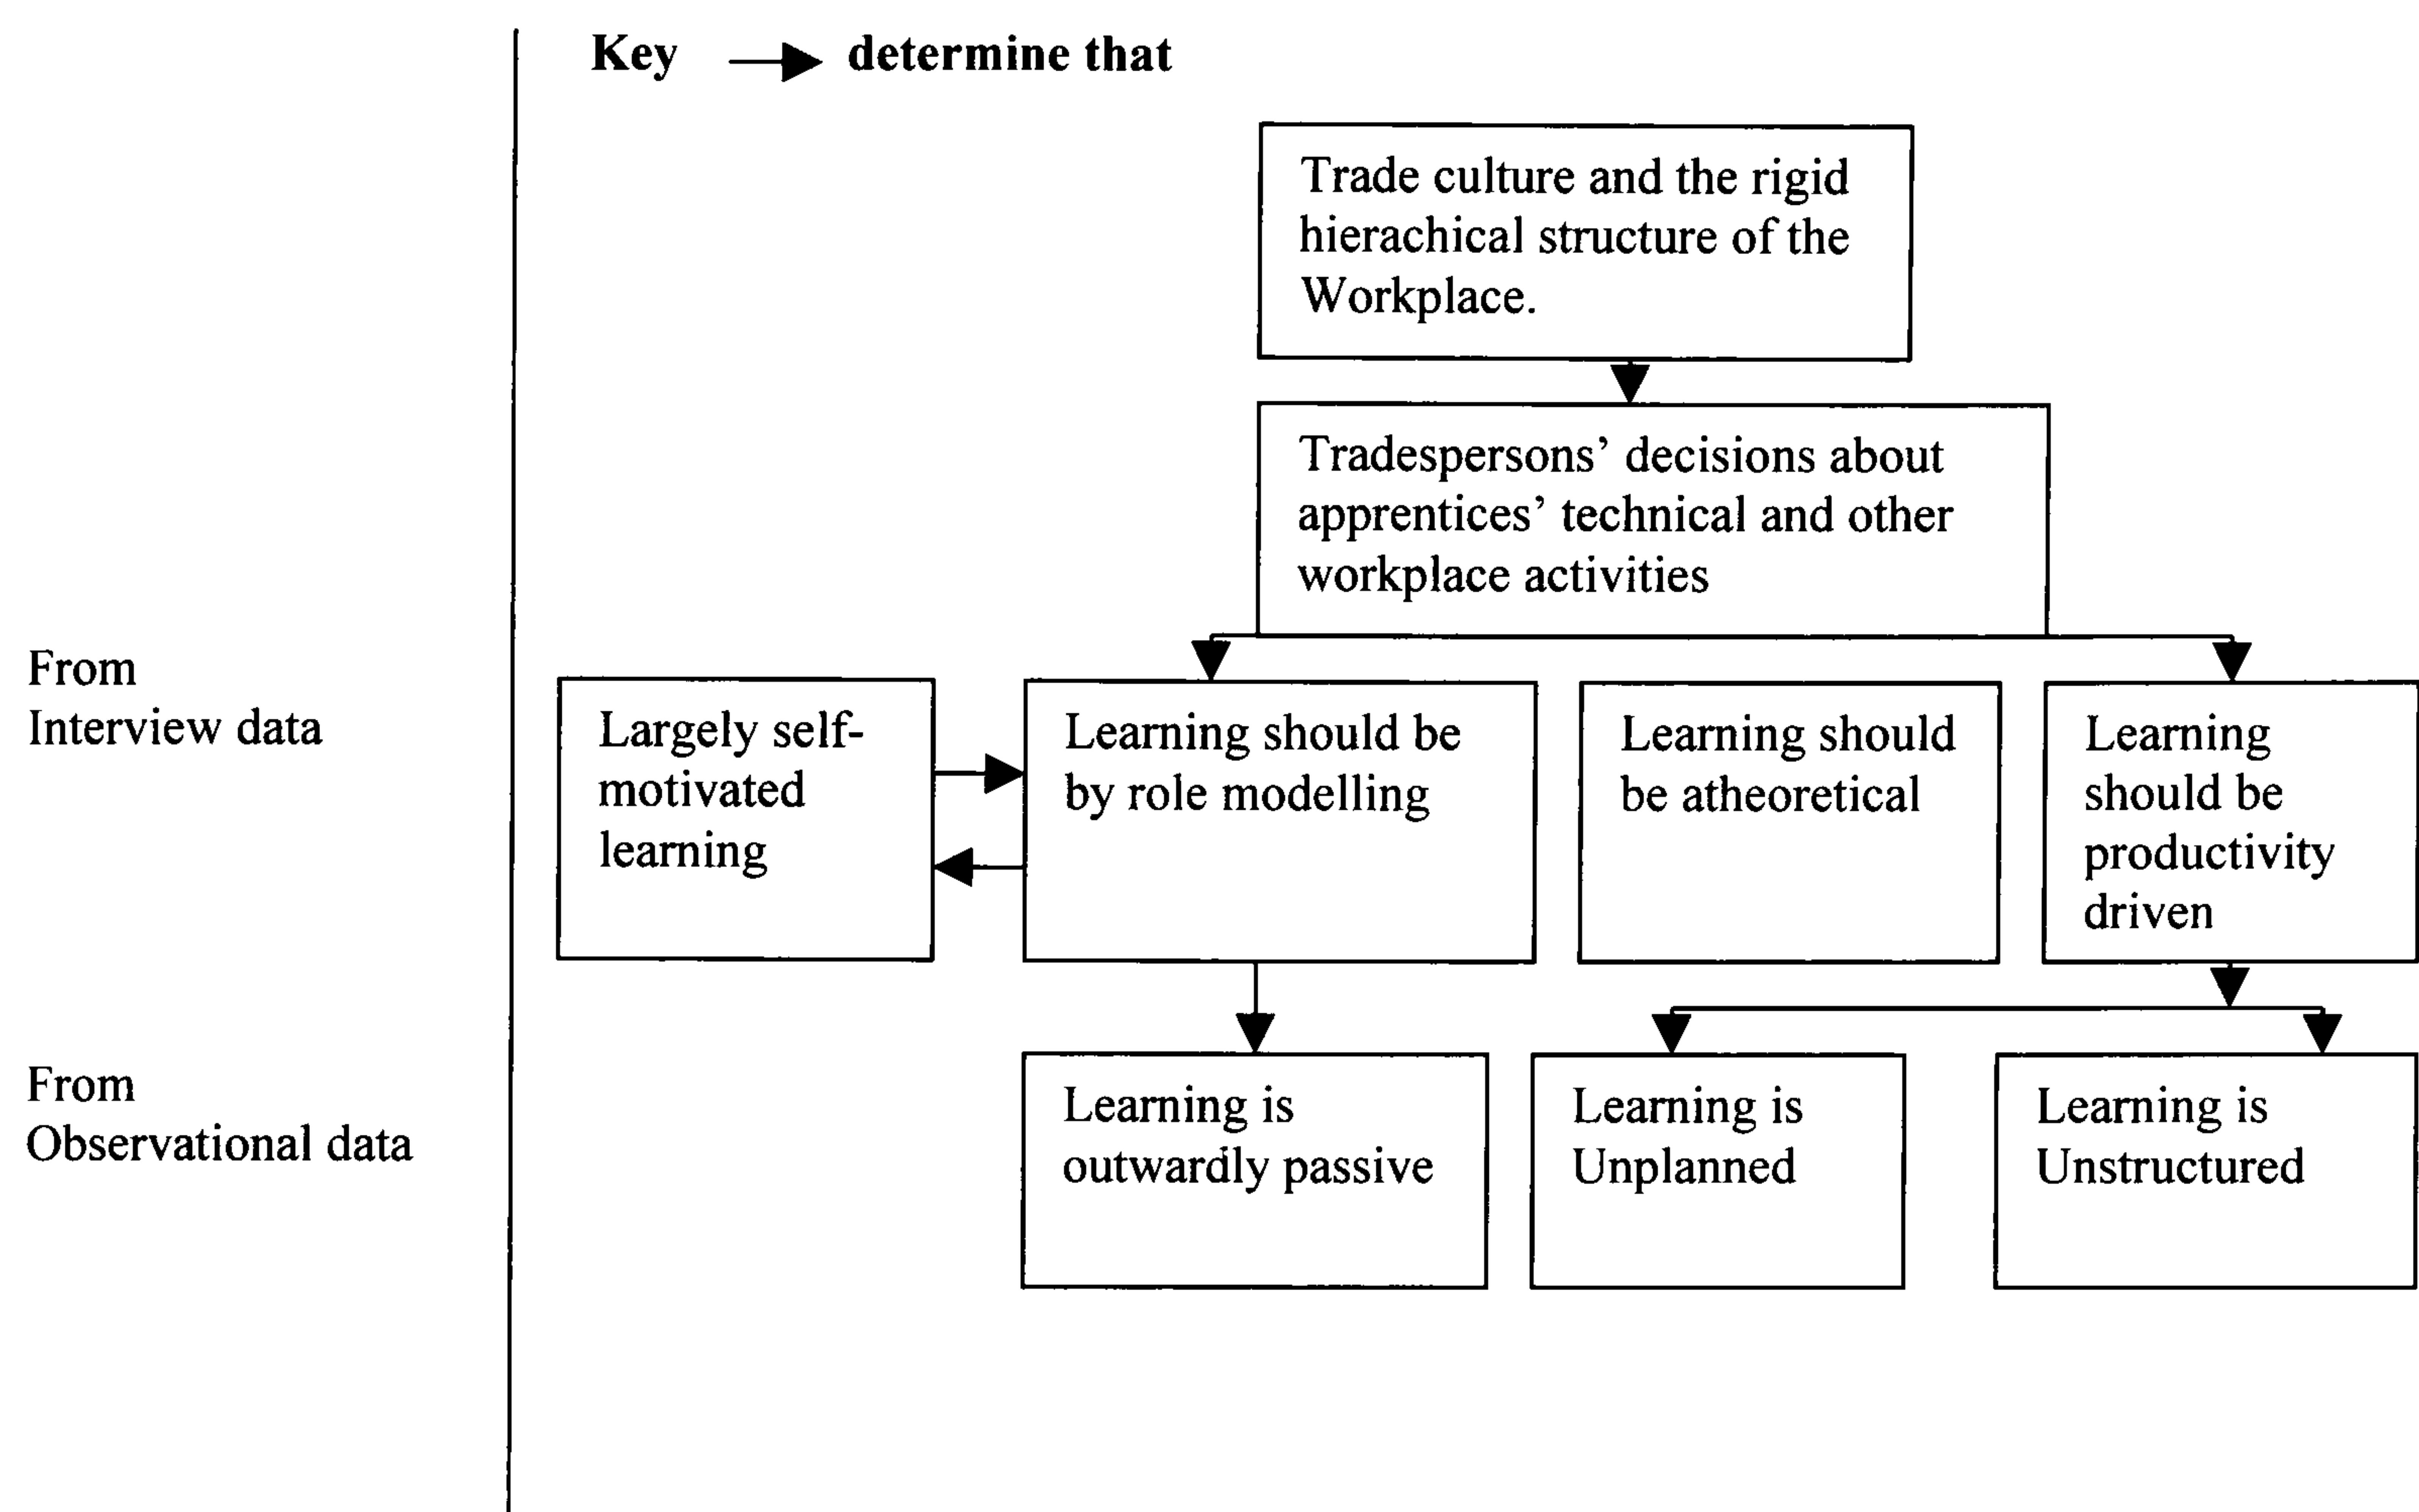 Key determine that
Trade culture and the rigid
hierachical structure of the
Workplace.
Tradespersons’ decisions about
apprentices’ technical and other
workplace activities
From
Interview data
Largely self-
motivated
learning
Learning should be
by role modelling
Learning should
be atheoretical
Learning
should be
productivity
driven
From
Observational data
Learning is
outwardly passive
Learning is
Unplanned
Learning is
Unstructured